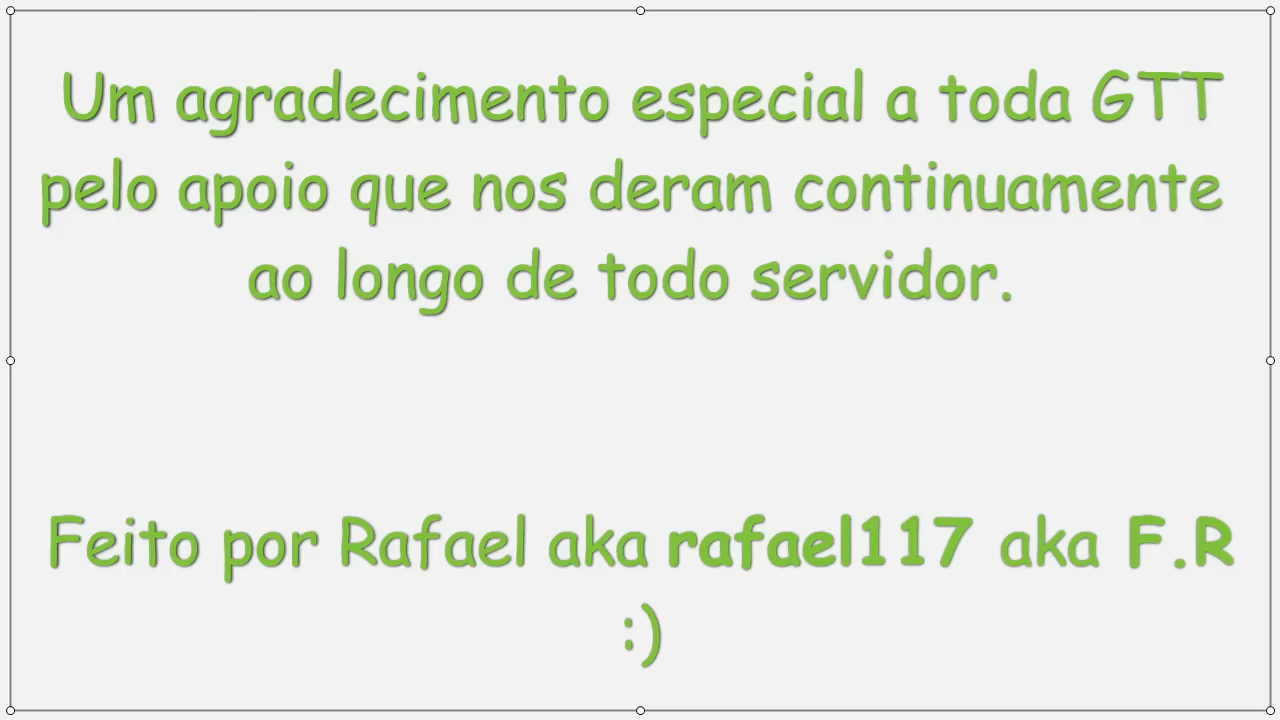 Um agradecimento especial a toda GTT
pelo apoio que nos deram continuamente
ao longo de todo servidor.
Feito por Rafael aka rafael117 aka F.R
:)